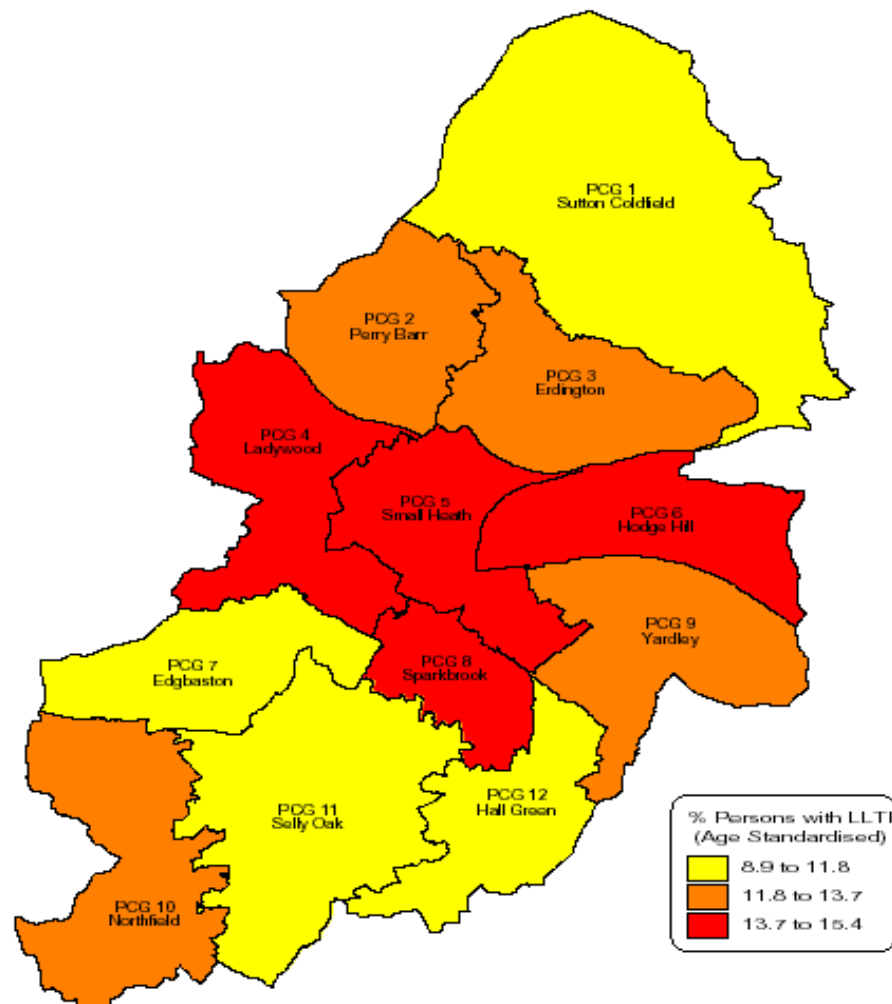 PCG 1
Sutton Coldfield
PCG 2
Perry Barr
PCG 3
Erdington
PCG 4
Ladywood
PCG 5
Small Heath
PCG 6
Hodge Hill
PCG 9
Yardley
PCG 7
Edgbaston
PCG 8
Sparkbrook
PCG 11
Selly Oak
PCG 12
Hall Green
PCG 10
Northfield
% Persons with LLTI
(Age Standardised)
8.9 to 11.8
11.8 to 13.7
13.7 to 15.4